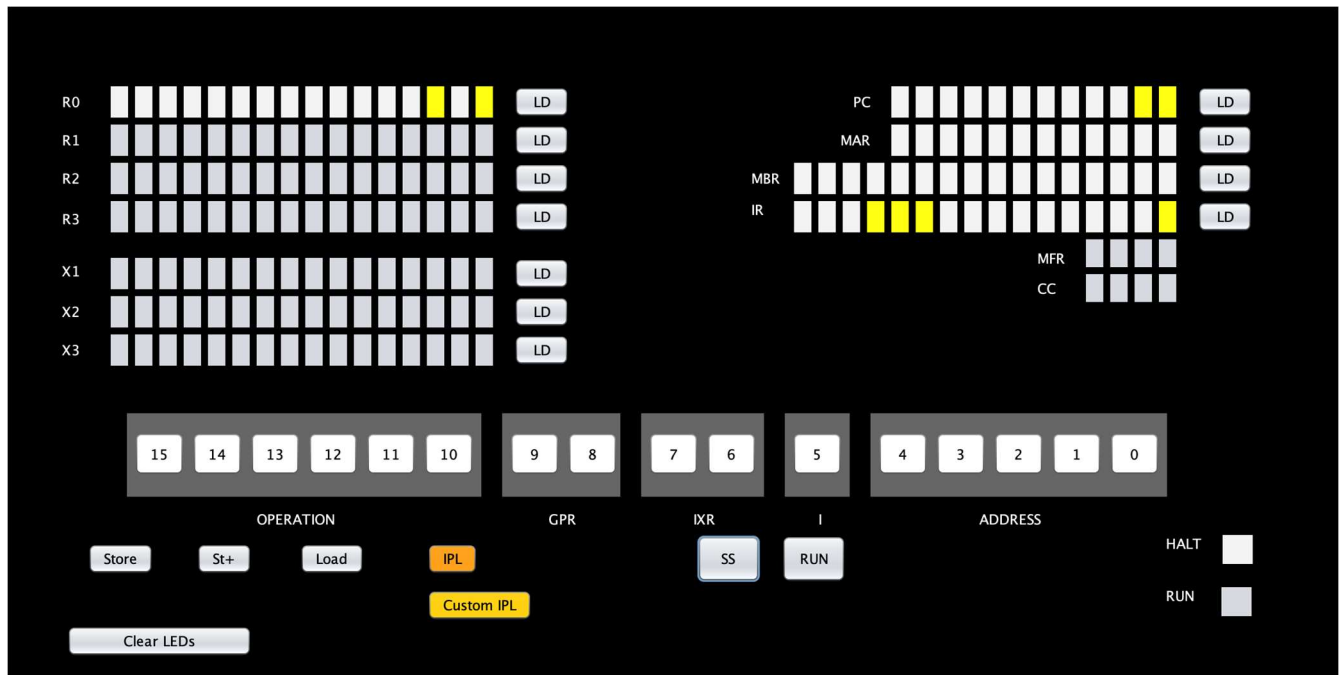 R0 LD PC LD
R1 LD MAR LD
R2 LD MBR LD
R3 LD IR LD
MFR
X1 LD CC
X2 LD
X3 LD
15 14 13 12 11 10 9 8 7 6 5 4 3 2 1 0
OPERATION GPR IXR I ADDRESS
Store St+ Load IPL SS RUN HALT
Custom IPL RUN
Clear LEDs